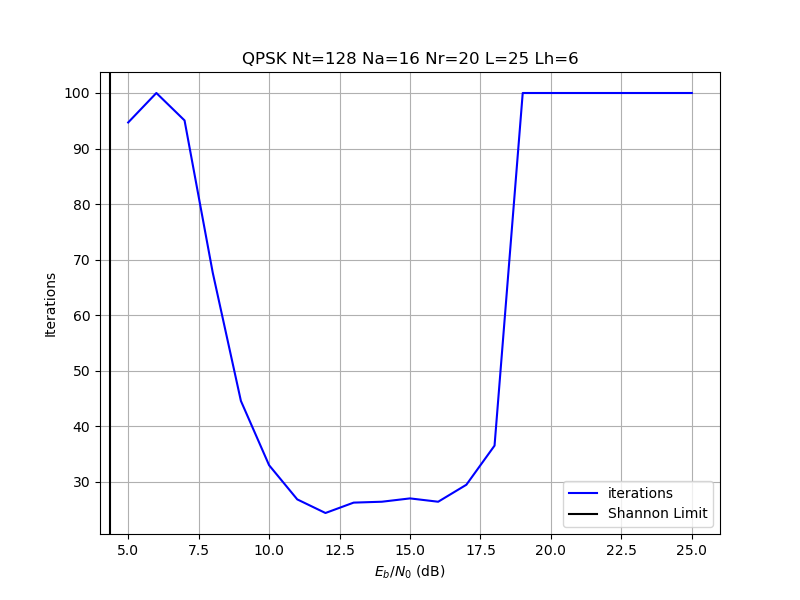 QPSK Nt=128 Na=16 Nr=20 L=25 Lh=6
100
90
80
70
60
50
40
30
Iterations
iterations
Shannon Limit
5.0 7.5 10.0 12.5 15.0 17.5 20.0 22.5 25.0
E_b/N_0 (dB)